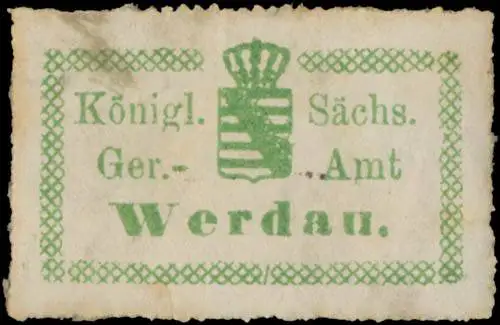 Königl. Sächs.
Ger.- Amt
Werdau.